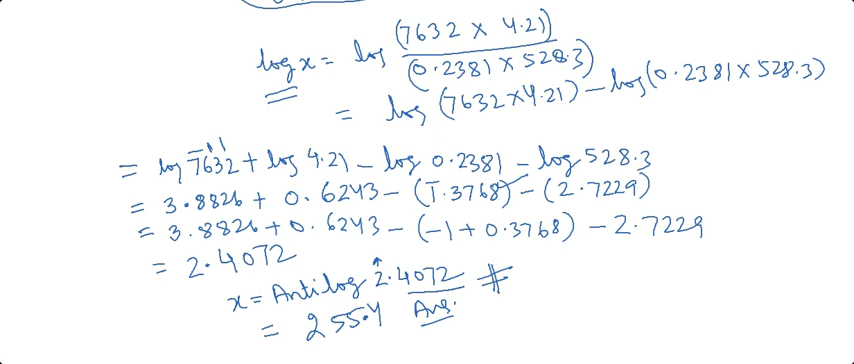 log x = log (7632 × 4.21) / (0.2381 × 528.3)
= log (7632×4.21) – log (0.2381 × 528.3)
= log 7632 + log 4.21 – log 0.2381 – log 528.3
= 3.8826 + 0.6243 – (1̅.3768) – (2.7229)
= 3.8826 + 0.6243 – (–1 + 0.3768) – 2.7229
= 2.4072
x = Antilog 2.4072 #
= 255.4 Ans.